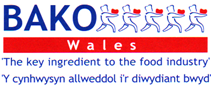 BAKO
Wales
'The key ingredient to the food industry'
'Y cynhwysyn allweddol i'r diwydiant bwyd'